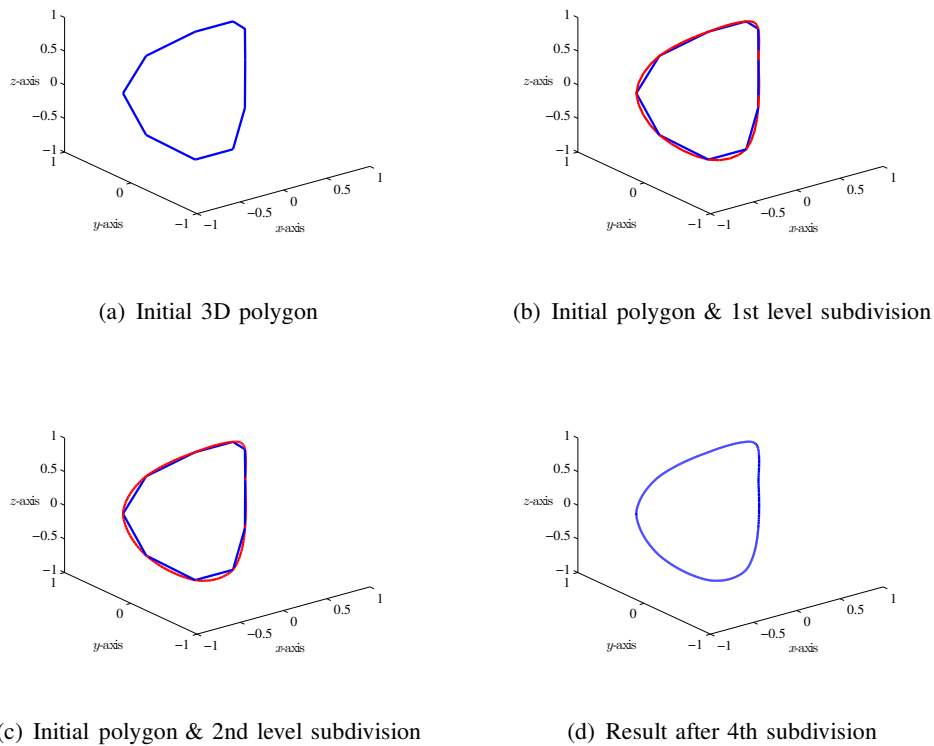 1
0.5
z-axis 0
−0.5
−1
1
0
y-axis
−1 −1
−0.5
0
x-axis
0.5
1
(a) Initial 3D polygon
1
0.5
z-axis 0
−0.5
−1
1
0
y-axis
−1 −1
−0.5
0
x-axis
0.5
1
(b) Initial polygon & 1st level subdivision
1
0.5
z-axis 0
−0.5
−1
1
0
y-axis
−1 −1
−0.5
0
x-axis
0.5
1
c) Initial polygon & 2nd level subdivision
1
0.5
z-axis 0
−0.5
−1
1
0
y-axis
−1 −1
−0.5
0
x-axis
0.5
1
(d) Result after 4th subdivision